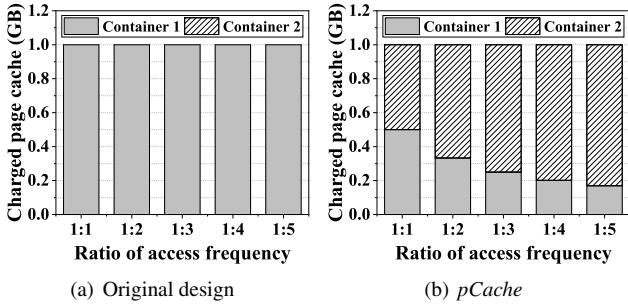 Container 1 Container 2
Charged page cache (GB)
1.2
1.0
0.8
0.6
0.4
0.2
0.0
1:1 1:2 1:3 1:4 1:5
Ratio of access frequency
(a) Original design
Container 1 Container 2
Charged page cache (GB)
1.2
1.0
0.8
0.6
0.4
0.2
0.0
1:1 1:2 1:3 1:4 1:5
Ratio of access frequency
(b) pCache